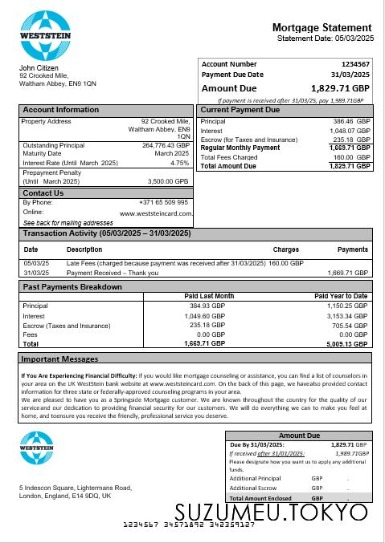 WESTSTEIN
Mortgage Statement
Statement Date: 05/03/2025
John Citizen
92 Crooked Mile,
Waltham Abbey, EN9 1QN
Account Number 1234567
Payment Due Date 31/03/2025
Amount Due 1,829.71 GBP
If payment is received after 31/03/25, pay 1,989.71GBP
Account Information
Property Address 92 Crooked Mile,
Waltham Abbey, EN9
1QN
Outstanding Principal 264,776.43 GBP
Maturity Date March 2025
Interest Rate (Until March 2025) 4.75%
Prepayment Penalty
(Until March 2025) 3,500.00 GPB
Current Payment Due
Principal 386.46 GBP
Interest 1,048.07 GBP
Escrow (for Taxes and Insurance) 235.18 GBP
Regular Monthly Payment 1,669.71 GBP
Total Fees Charged 160.00 GBP
Total Amount Due 1,829.71 GBP
Contact Us
By Phone: +371 65 509 995
Online: www.weststeincard.
See back for mailing addresses
Transaction Activity (05/03/2025 – 31/03/2025)
Date Description Charges Payments
05/03/25 Late Fees (charged because payment was received after 31/03/2025) 160.00 GBP
31/03/25 Payment Received – Thank you 1,669.71 GBP
Past Payments Breakdown
Paid Last Month Paid Year to Date
Principal 384.93 GBP 1,150.25 GBP
Interest 1,049.60 GBP 3,153.34 GBP
Escrow (Taxes and Insurance) 235.18 GBP 705.54 GBP
Fees 0.00 GBP 0.00 GBP
Total 1,669.71 GBP 5,009.13 GBP
Important Messages
If You Are Experiencing Financial Difficulty: If you would like mortgage counseling or assistance, you can find a list of counselors in
your area on the UK WestStein bank website at www.weststeincard.com. On the back of this page, we havealso provided contact
information for three state or federally-approved counseling programs in your area.
We are pleased to have you as a Springside Mortgage customer. We are known throughout the country for the quality of our
serviceand our dedication to providing financial security for our customers. We will do everything we can to make you feel at
home, and toensure you receive the friendly, professional service you deserve.
WESTSTEIN
5 Indescon Square, Lightermans Road,
London, England, E14 9DQ, UK
Amount Due
Due By 31/03/2025: 1,829.71 GBP
If received after 31/03/2025: 1,989.71GBP
Please designate how you want us to apply any additional
funds.
Additional Principal GBP .
Additional Escrow GBP .
Total Amount Enclosed GBP .
SUZUMEU.TOKYO
1234567 34571892 342359127